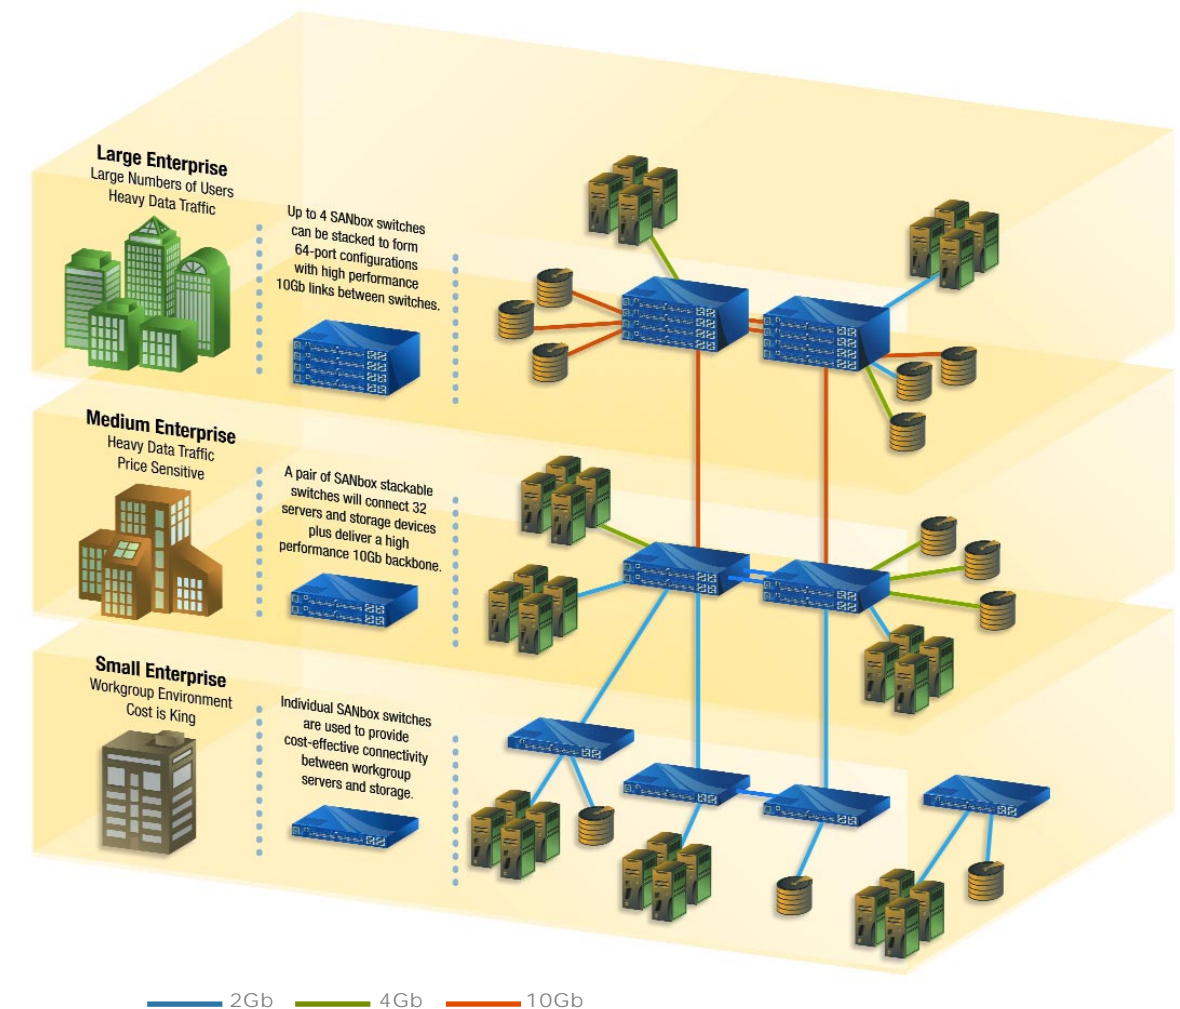 Large Enterprise
Large Numbers of Users
Heavy Data Traffic
Up to 4 SANbox switches
can be stacked to form
64-port configurations
with high performance
10Gb links between switches.
Medium Enterprise
Heavy Data Traffic
Price Sensitive
A pair of SANbox stackable
switches will connect 32
servers and storage devices
plus deliver a high
performance 10Gb backbone.
Small Enterprise
Workgroup Environment
Cost is King
Individual SANbox switches
are used to provide
cost-effective connectivity
between workgroup
servers and storage.
2Gb 4Gb 10Gb